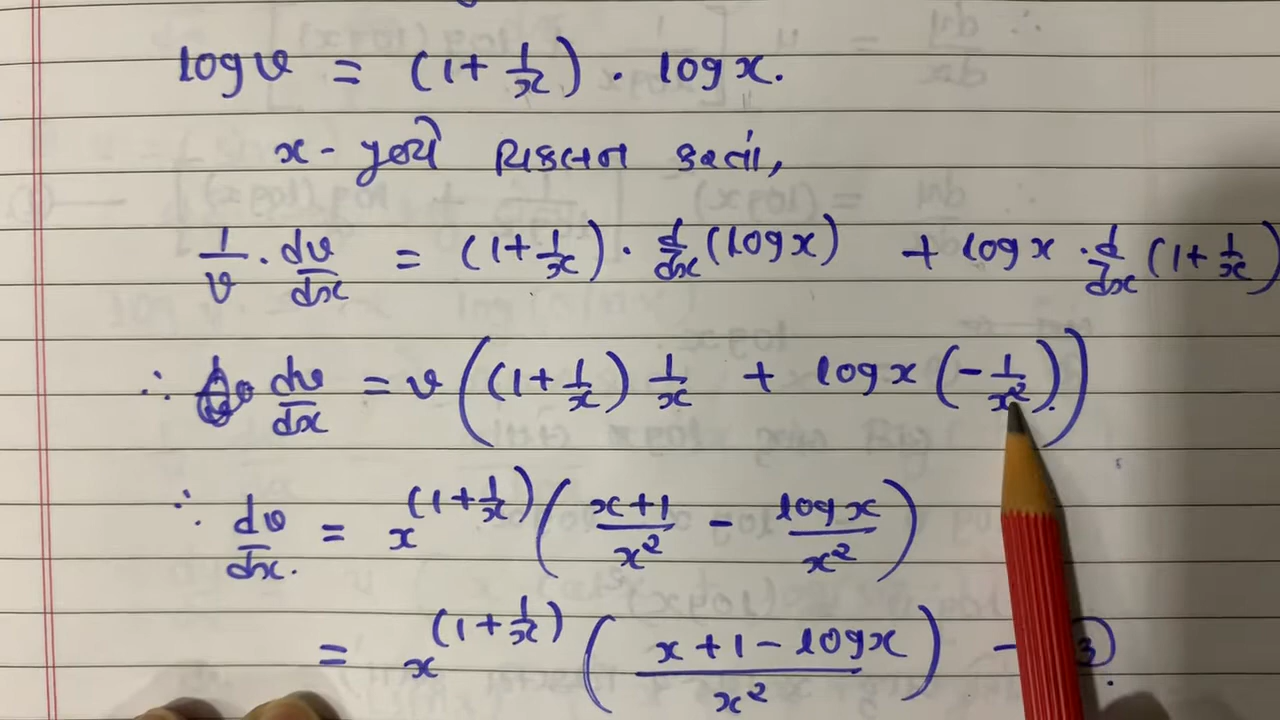 log v = (1 + 1/x) · log x.
x - પ્રત્યે વિકલન કરતાં,
1/v · dv/dx = (1 + 1/x) · d/dx (log x) + log x · d/dx (1 + 1/x)
∴ dv/dx = v ((1 + 1/x) 1/x + log x (- 1/x²))
∴ dv/dx. = x^(1 + 1/x) ((x+1)/x² - log x/x²)
= x^(1 + 1/x) ((x + 1 - log x)/x²) - ③.